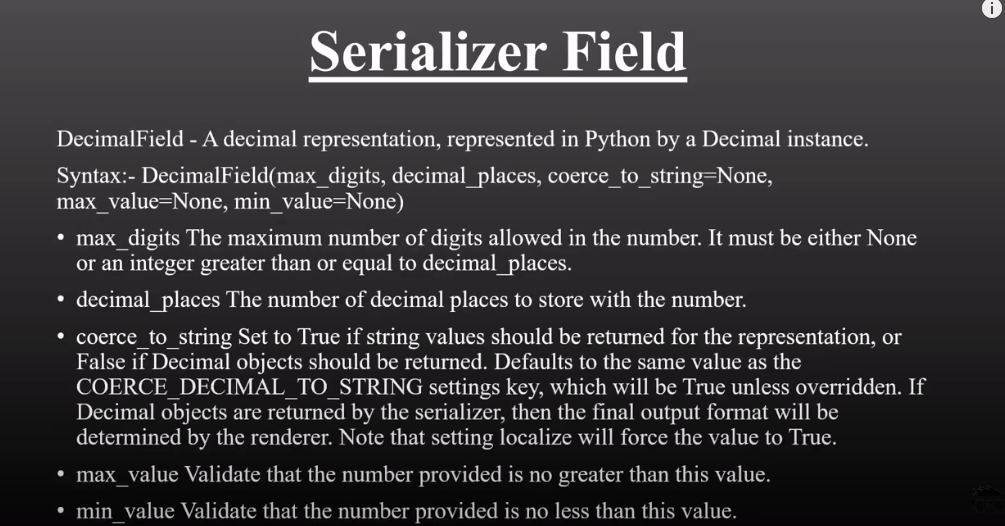 Serializer Field
DecimalField - A decimal representation, represented in Python by a Decimal instance.
Syntax:- DecimalField(max_digits, decimal_places, coerce_to_string=None,
max_value=None, min_value=None)
• max_digits The maximum number of digits allowed in the number. It must be either None
or an integer greater than or equal to decimal_places.
• decimal_places The number of decimal places to store with the number.
• coerce_to_string Set to True if string values should be returned for the representation, or
False if Decimal objects should be returned. Defaults to the same value as the
COERCE_DECIMAL_TO_STRING settings key, which will be True unless overridden. If
Decimal objects are returned by the serializer, then the final output format will be
determined by the renderer. Note that setting localize will force the value to True.
• max_value Validate that the number provided is no greater than this value.
• min_value Validate that the number provided is no less than this value.